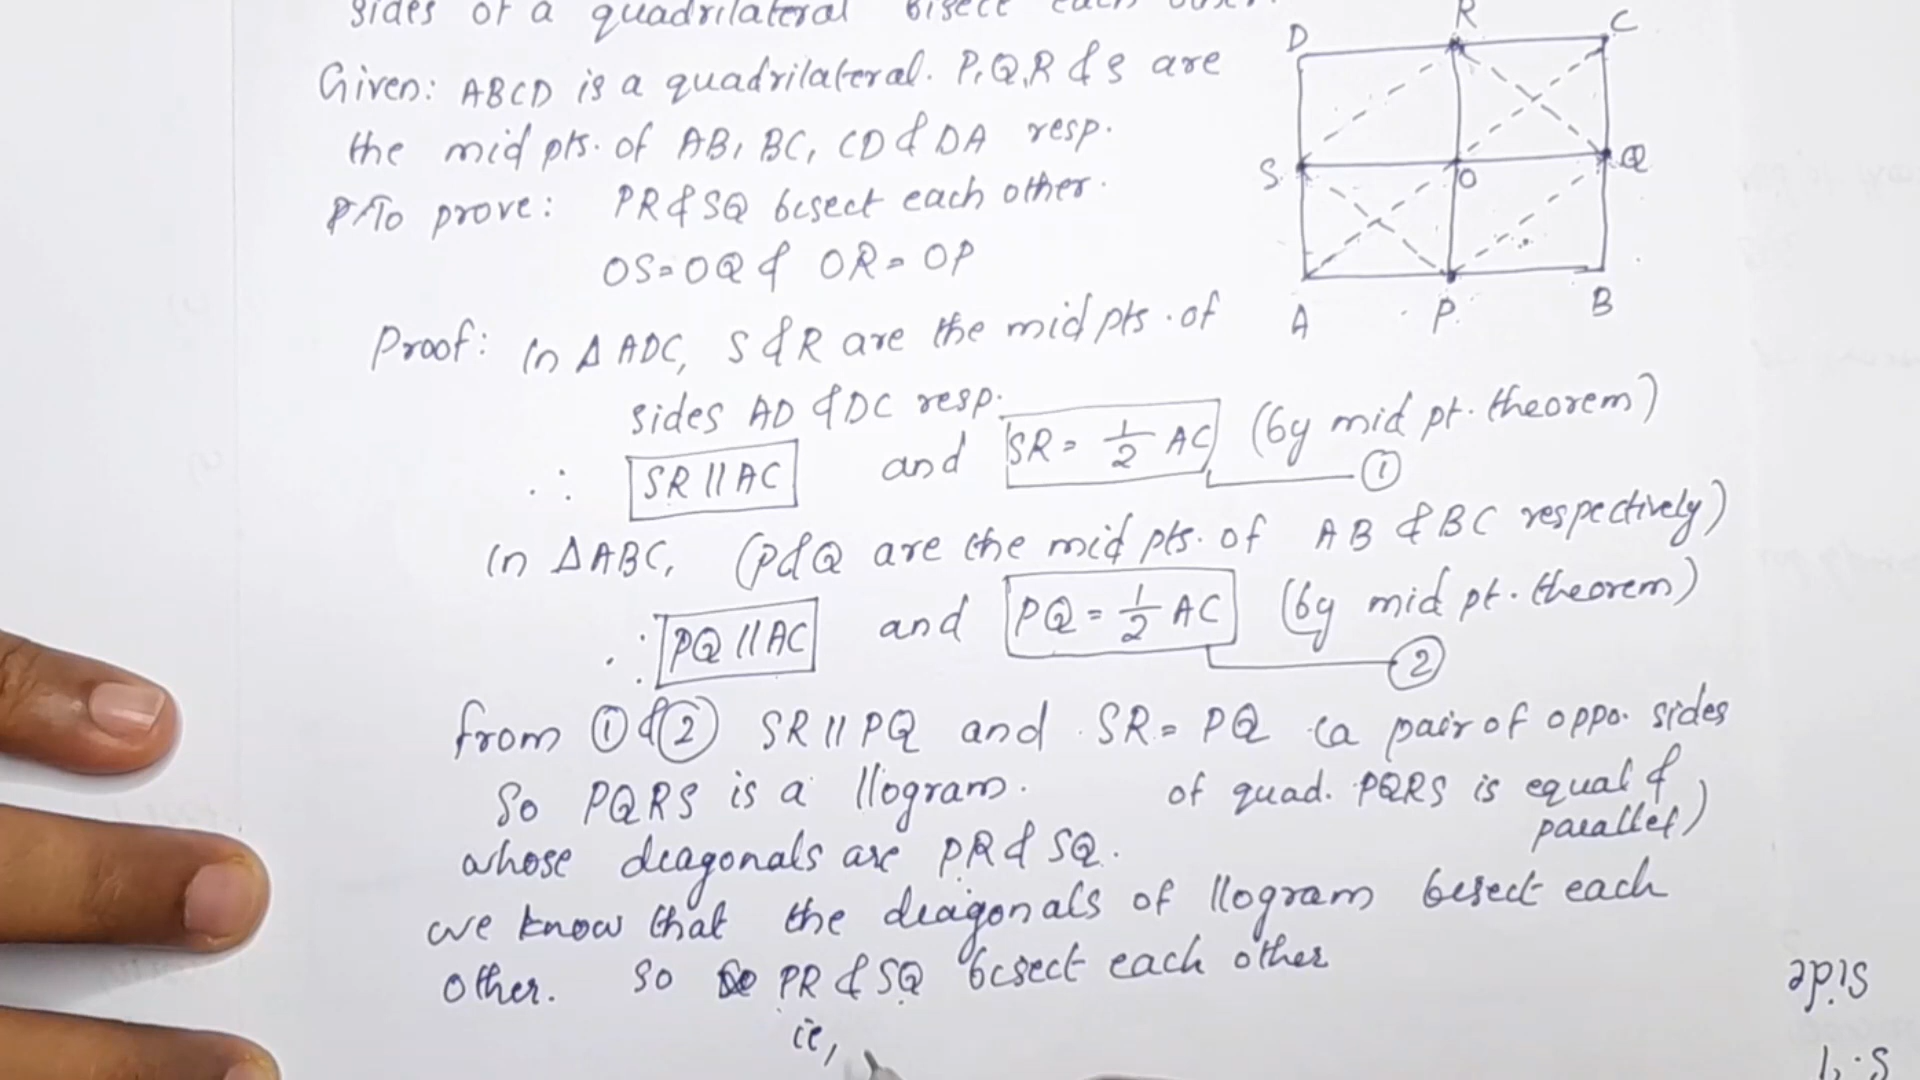 sides of a quadrilateral bisect each other.
Given: ABCD is a quadrilateral. P,Q,R & S are
the mid pts. of AB, BC, CD & DA resp.
To prove: PR & SQ bisect each other.
OS = OQ & OR = OP
Proof: In Δ ADC, S & R are the mid pts. of
sides AD & DC resp.
∴ SR || AC and SR = 1/2 AC (by mid pt. theorem)
①
In ΔABC, (P & Q are the mid pts. of AB & BC respectively)
∴ PQ || AC and PQ = 1/2 AC (by mid pt. theorem)
②
from ① & ② SR || PQ and SR = PQ (a pair of oppo. sides
So PQRS is a ||ogram. of quad. PQRS is equal &
parallel)
whose diagonals are PR & SQ.
we know that the diagonals of ||ogram bisect each
other. So PR & SQ bisect each other
ie,
D R C
S O Q
A P. B
side